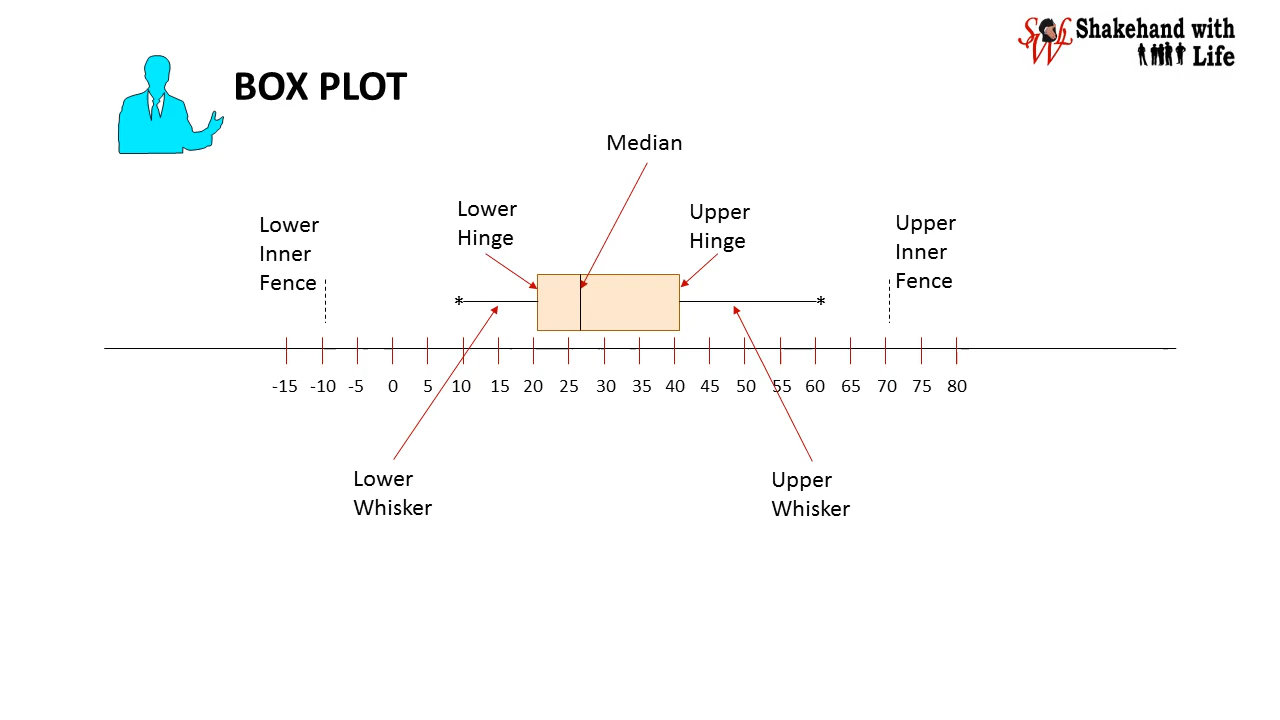 Shakehand with
Life
BOX PLOT
Median
Lower
Hinge
Upper
Hinge
Lower
Inner
Fence
Upper
Inner
Fence
* *
-15 -10 -5 0 5 10 15 20 25 30 35 40 45 50 55 60 65 70 75 80
Lower
Whisker
Upper
Whisker